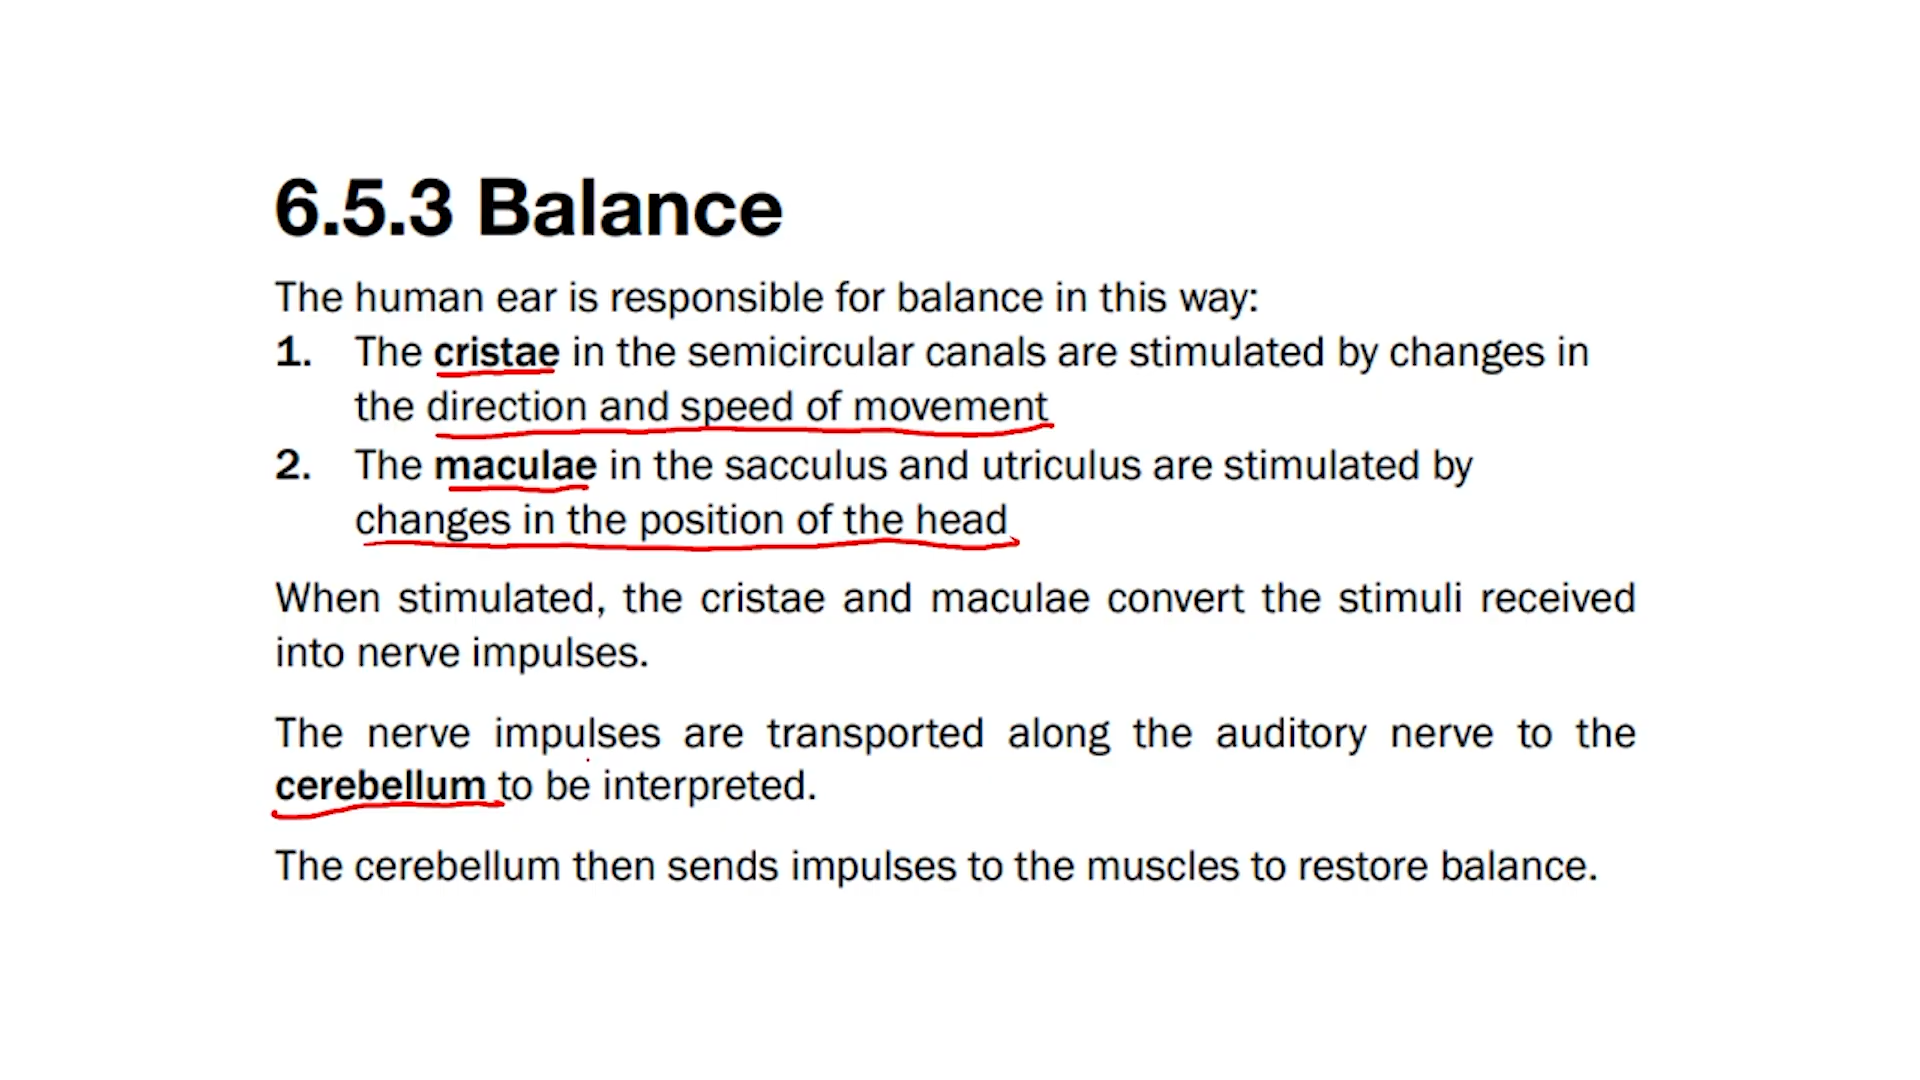 6.5.3 Balance
The human ear is responsible for balance in this way:
1. The cristae in the semicircular canals are stimulated by changes in
the direction and speed of movement
2. The maculae in the sacculus and utriculus are stimulated by
changes in the position of the head
When stimulated, the cristae and maculae convert the stimuli received
into nerve impulses.
The nerve impulses are transported along the auditory nerve to the
cerebellum to be interpreted.
The cerebellum then sends impulses to the muscles to restore balance.